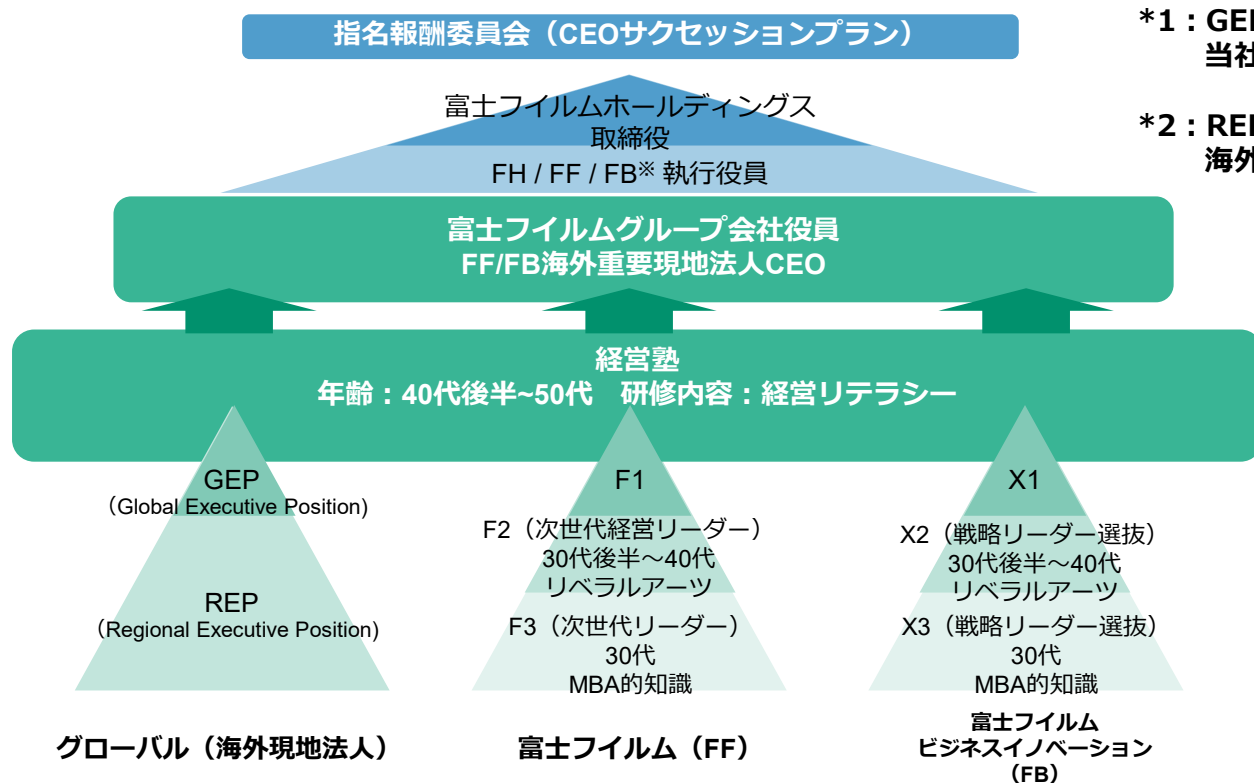 指名報酬委員会（CEOサクセッションプラン）
*1：GEP
当社
*2：REP
海外
富士フイルムホールディングス
取締役
FH / FF / FB※ 執行役員
富士フイルムグループ会社役員
FF/FB海外重要現地法人CEO
経営塾
年齢：40代後半~50代　研修内容：経営リテラシー
GEP
（Global Executive Position)
REP
（Regional Executive Position)
グローバル（海外現地法人）
F1
F2（次世代経営リーダー）
30代後半～40代
リベラルアーツ
F3（次世代リーダー）
30代
MBA的知識
富士フイルム（FF）
X1
X2（戦略リーダー選抜）
30代後半～40代
リベラルアーツ
X3（戦略リーダー選抜）
30代
MBA的知識
富士フイルム
ビジネスイノベーション
（FB）